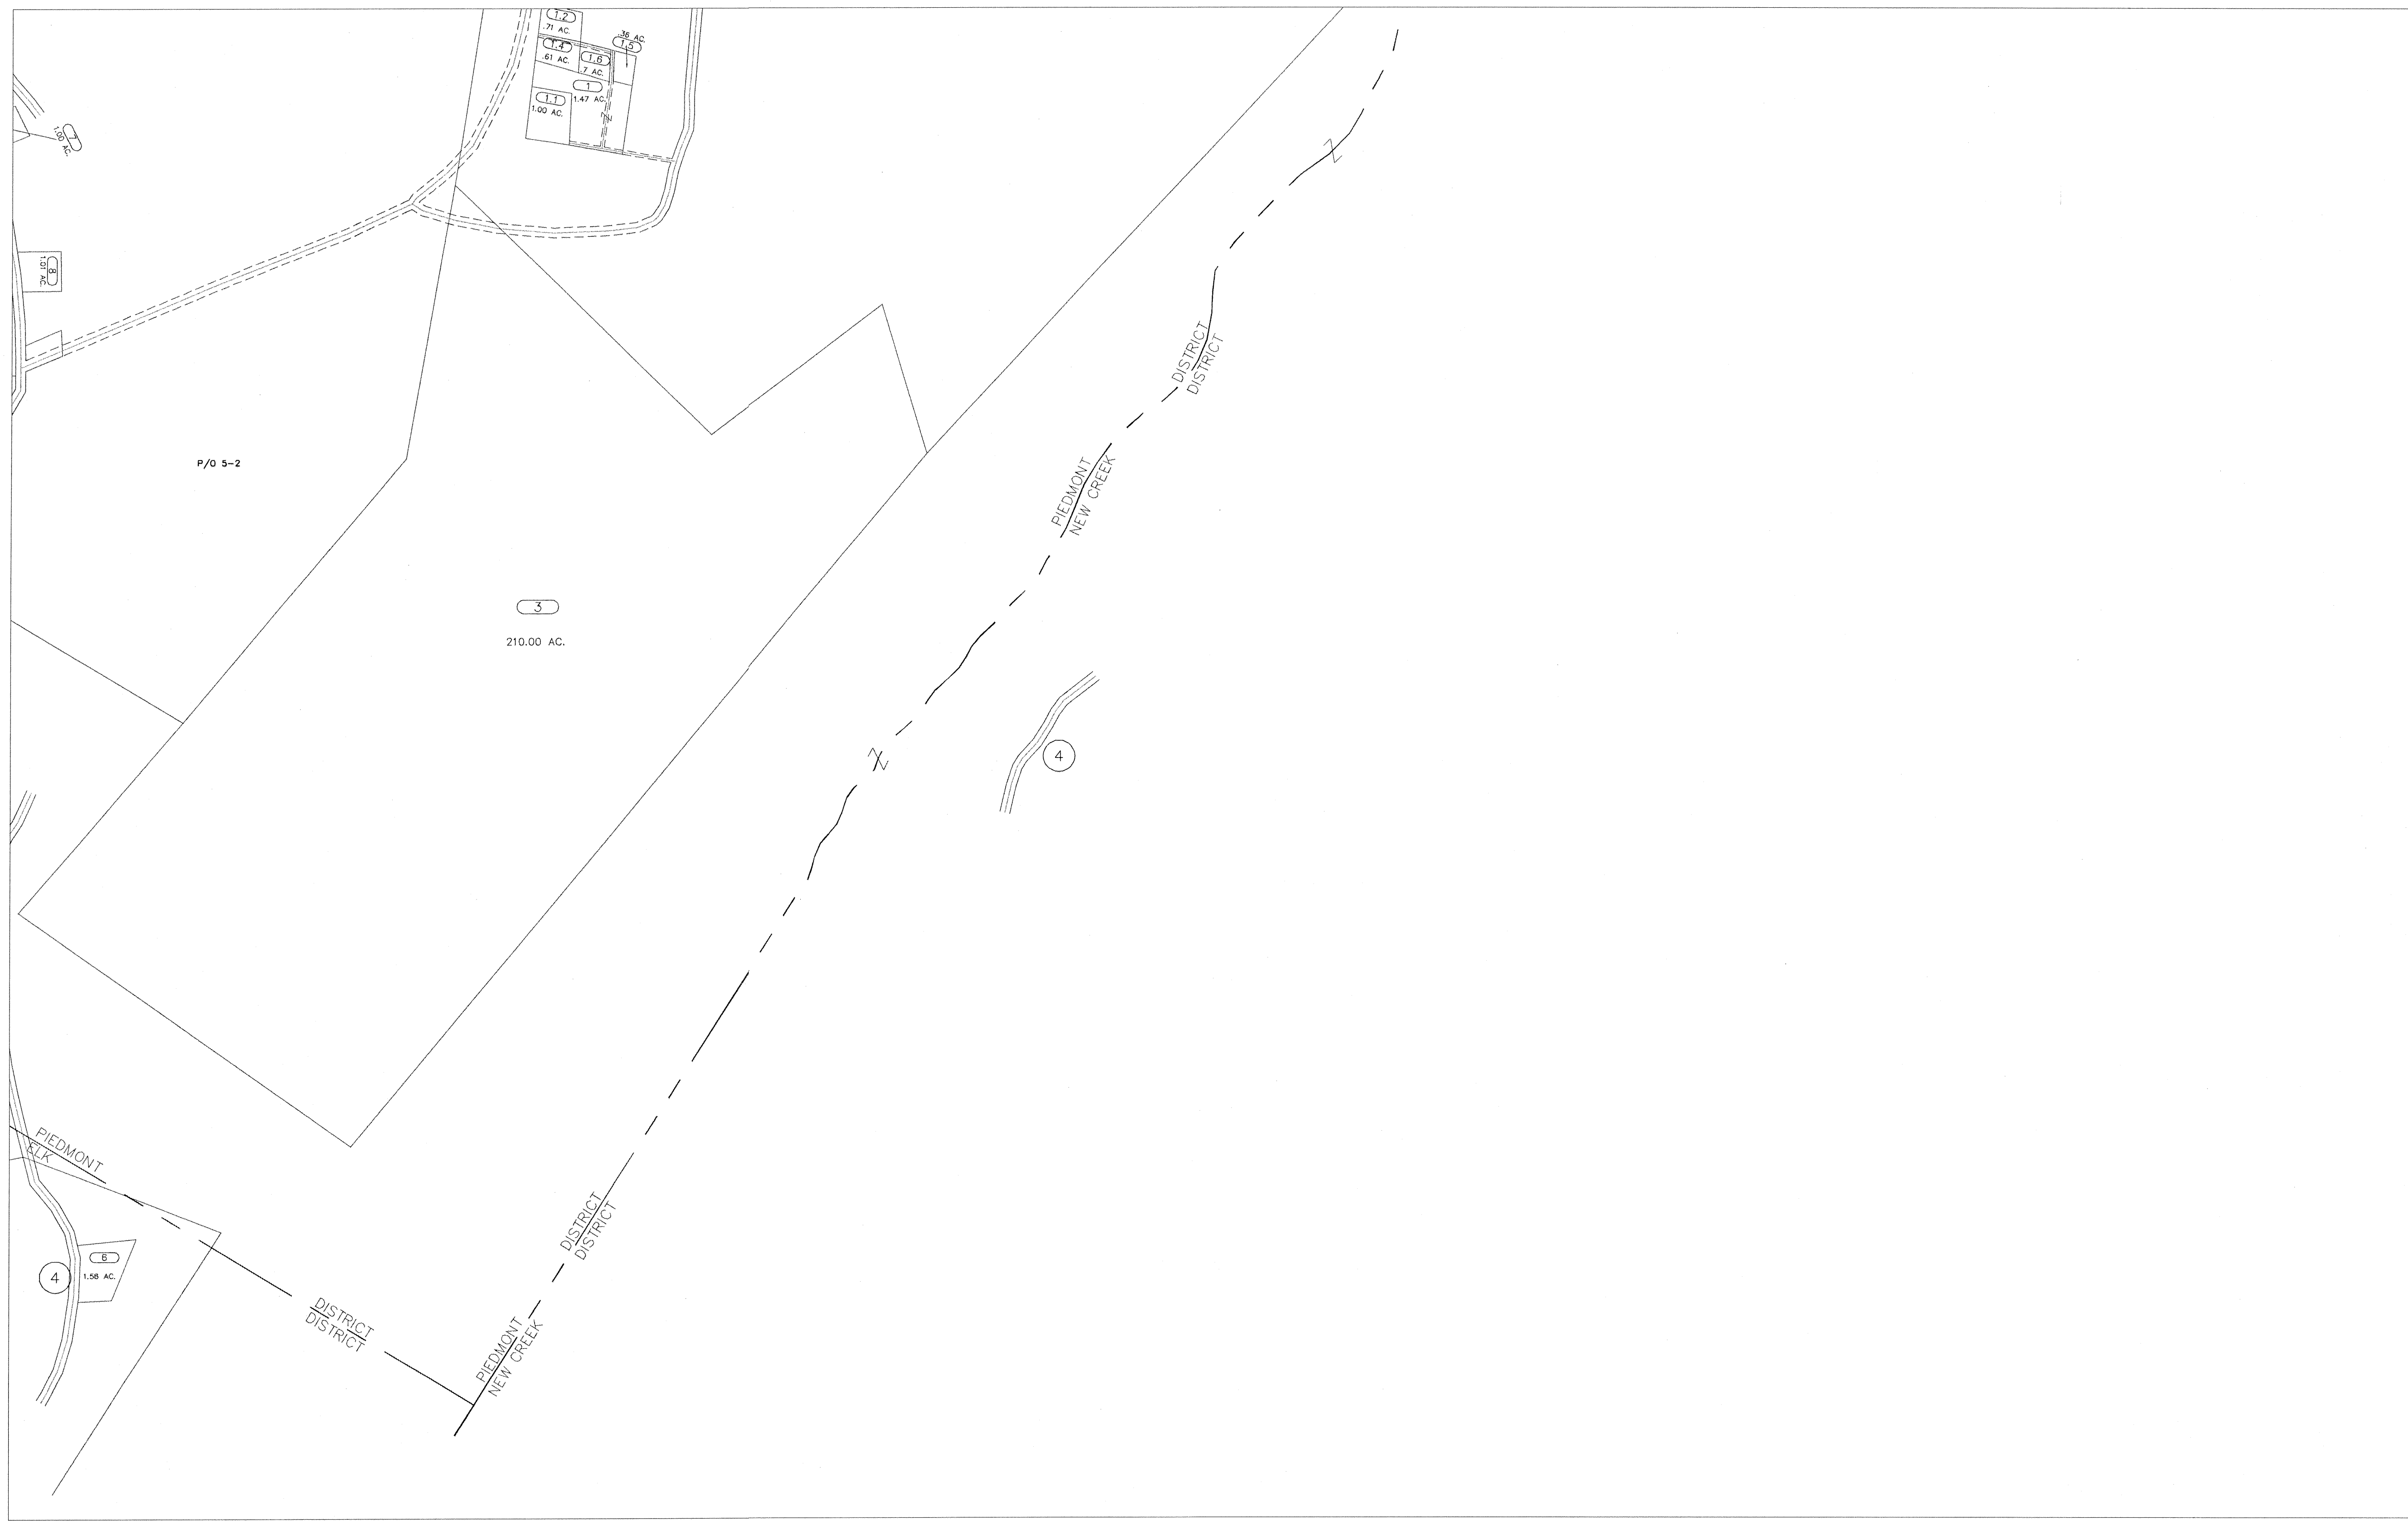 1.2
.71 AC.
.36 AC.
1.5
1.4
.61 AC.
1.6
.7 AC.
1
1.47 AC.
1.1
1.00 AC.
7
1.00 AC.
8
1.01 AC.
DISTRICT
DISTRICT
P/O 5-2
PIEDMONT
NEW CREEK
3
210.00 AC.
4
PIEDMONT
ELK
DISTRICT
DISTRICT
6
1.58 AC.
4
DISTRICT
DISTRICT
PIEDMONT
NEW CREEK